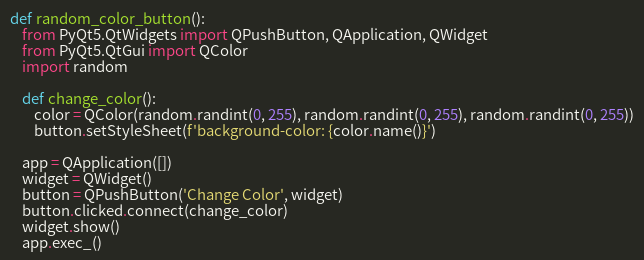 def random_color_button():
    from PyQt5.QtWidgets import QPushButton, QApplication, QWidget
    from PyQt5.QtGui import QColor
    import random

    def change_color():
        color = QColor(random.randint(0, 255), random.randint(0, 255), random.randint(0, 255))
        button.setStyleSheet(f'background-color: {color.name()}')

    app = QApplication([])
    widget = QWidget()
    button = QPushButton('Change Color', widget)
    button.clicked.connect(change_color)
    widget.show()
    app.exec_()